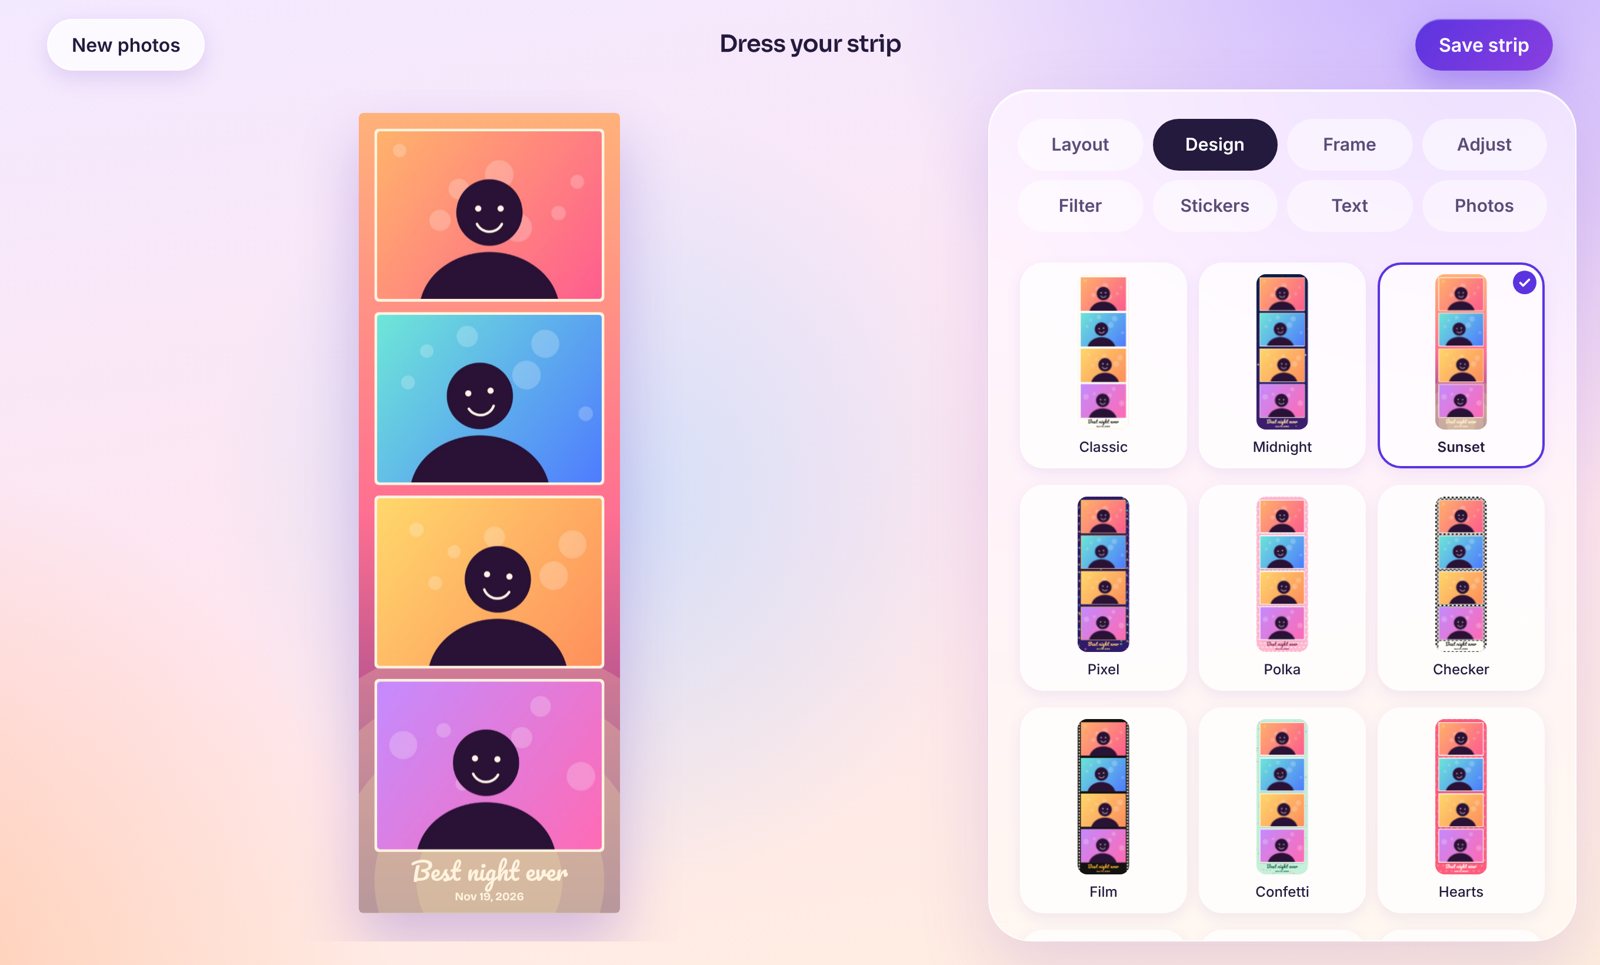 New photos
Dress your strip
Save strip
Layout
Design
Frame
Adjust
Filter
Stickers
Text
Photos
Best night ever
Nov 19, 2026
Classic
Midnight
Sunset
Pixel
Polka
Checker
Film
Confetti
Hearts